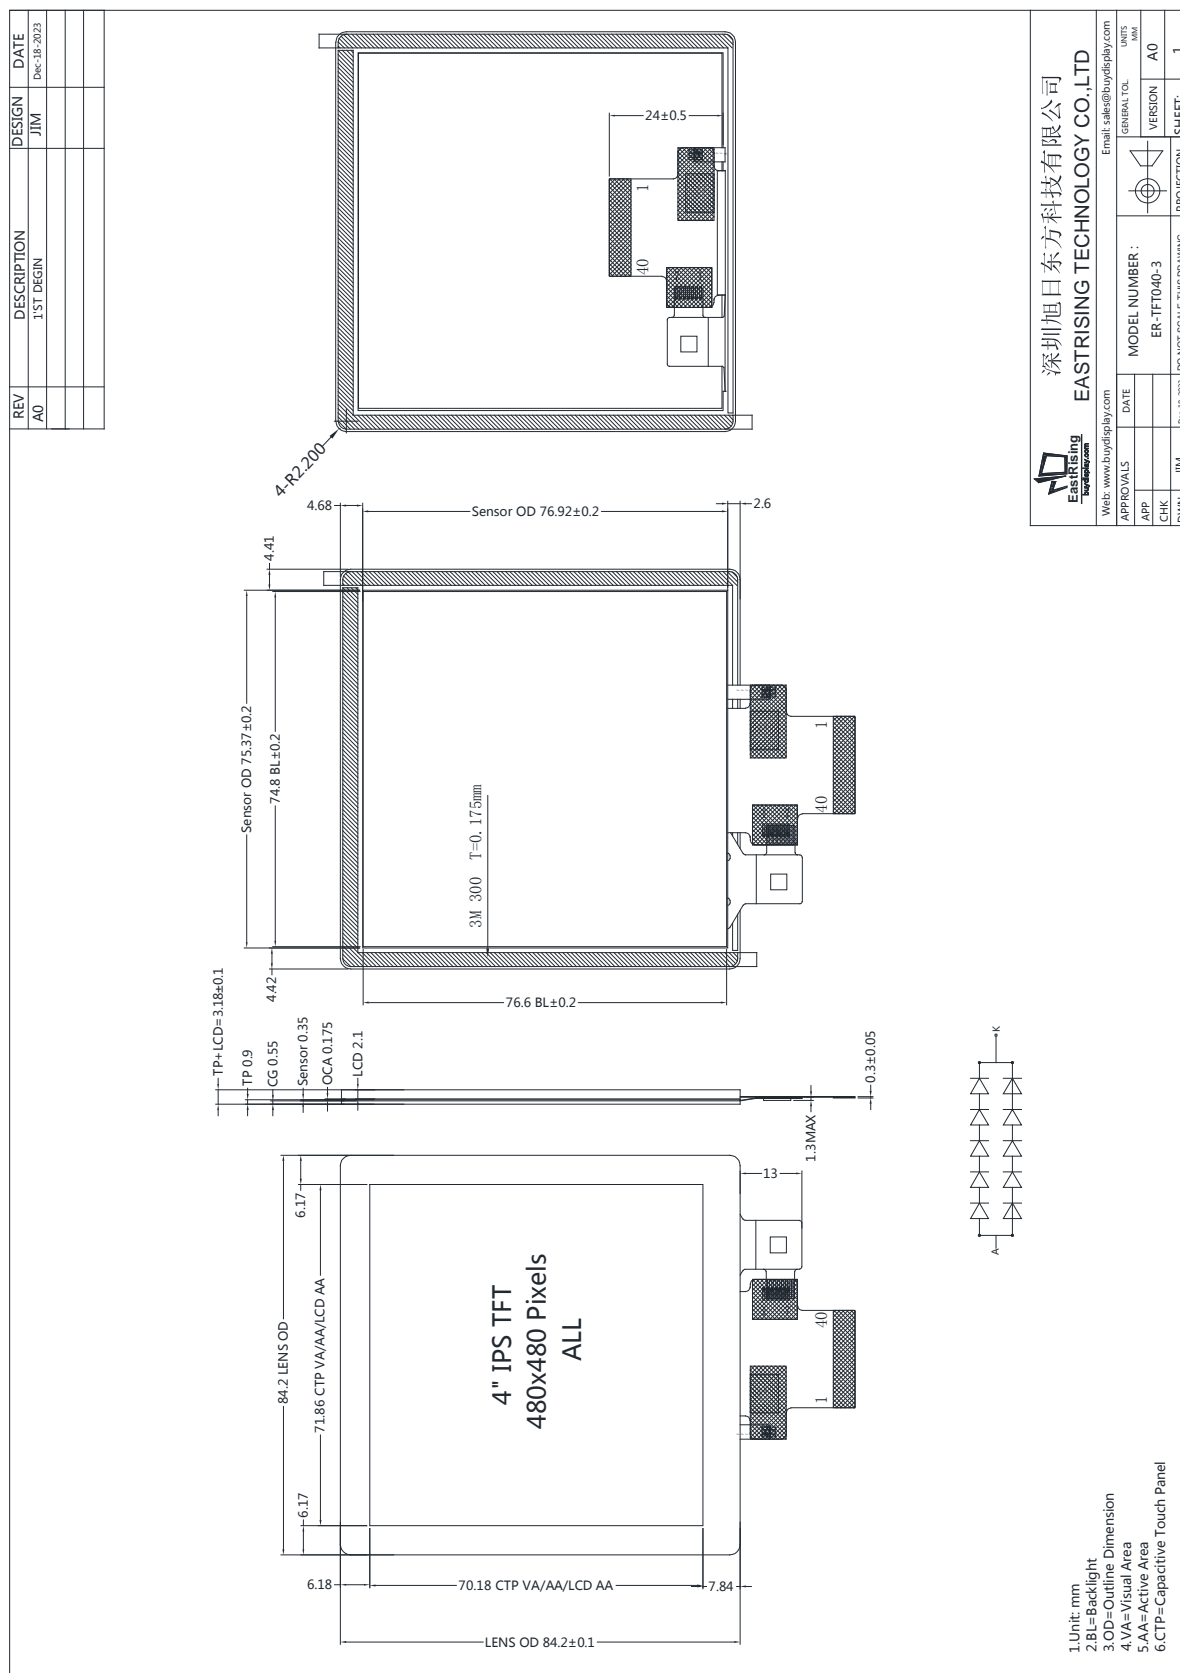 REV DESCRIPTION DESIGN DATE
A0 1'ST DEGIN JIM Dec-18-2023
24±0.5
1
40
4-R2.200
4.68
Sensor OD 76.92±0.2
2.6
4.41
Sensor OD 75.37±0.2
74.8 BL±0.2
4.42
3M 300 T=0.175mm
76.6 BL±0.2
1
40
TP+LCD=3.18±0.1
TP 0.9
CG 0.55
Sensor 0.35
OCA 0.175
LCD 2.1
1.3MAX
0.3±0.05
84.2 LENS OD
6.17
71.86 CTP VA/AA/LCD AA
6.17
4" IPS TFT
480x480 Pixels
ALL
13
40
1
6.18
70.18 CTP VA/AA/LCD AA
7.84
LENS OD 84.2±0.1
A
K
1.Unit: mm
2.BL=Backlight
3.OD=Outline Dimension
4.VA=Visual Area
5.AA=Active Area
6.CTP=Capacitive Touch Panel
EastRising
buydisplay.com
深圳旭日东方科技有限公司
EASTRISING TECHNOLOGY CO.,LTD
Web: www.buydisplay.com Email: sales@buydisplay.com
APPROVALS DATE
APP
CHK
MODEL NUMBER :
ER-TFT040-3
GENERAL TOL. UNITS
MM
VERSION A0
SHEET: 1
PROJECTION
JIM